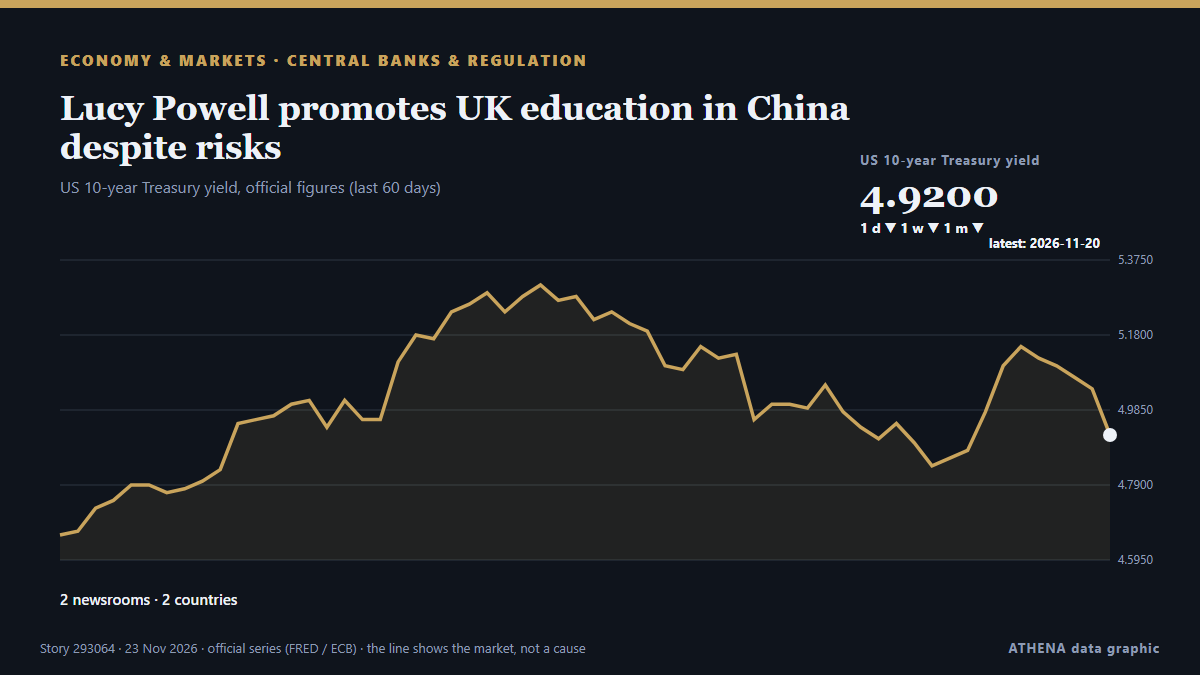 ECONOMY & MARKETS · CENTRAL BANKS & REGULATION
Lucy Powell promotes UK education in China
despite risks
US 10-year Treasury yield, official figures (last 60 days)
US 10-year Treasury yield
4.9200
1 d ▼ 1 w ▼ 1 m ▼
latest: 2026-11-20
5.3750
5.1800
4.9850
4.7900
4.5950
2 newsrooms · 2 countries
Story 293064 · 23 Nov 2026 · official series (FRED / ECB) · the line shows the market, not a cause
ATHENA data graphic